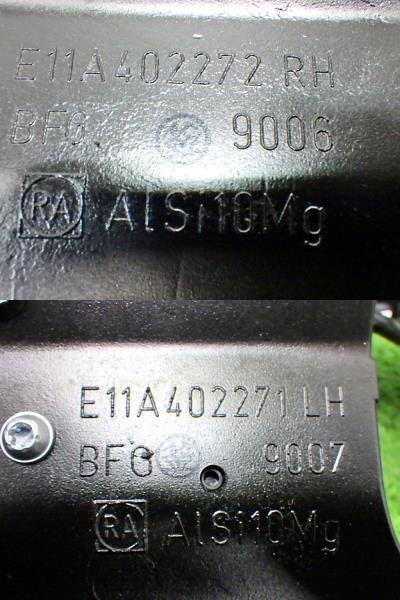 E11A402272 RH
BFG 9006
RA AlSi10Mg
E11A402271 LH
BFG 9007
RA AlSi10Mg